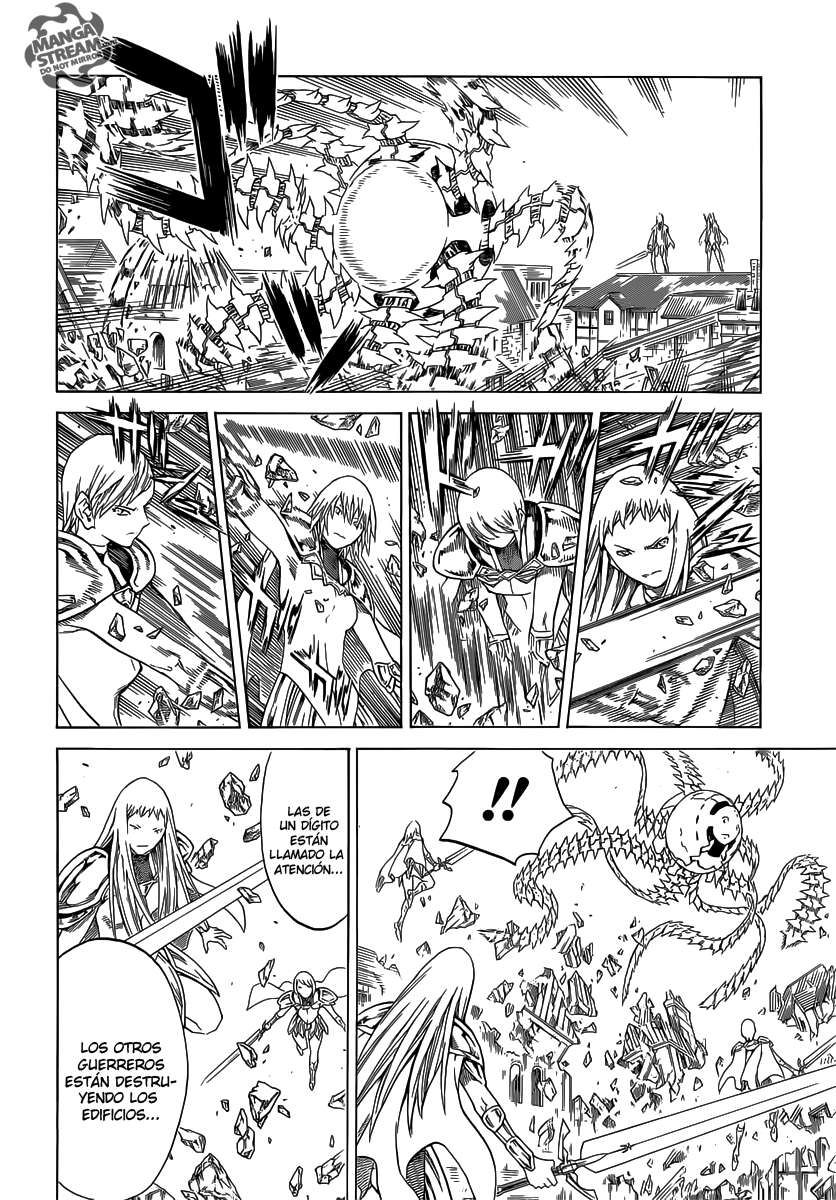 MANGA
STREAM.COM
DO NOT MIRROR
!!
LAS DE
UN DÍGITO
ESTÁN
LLAMADO LA
ATENCIÓN...
LOS OTROS
GUERREROS
ESTÁN DESTRU-
YENDO LOS
EDIFICIOS...